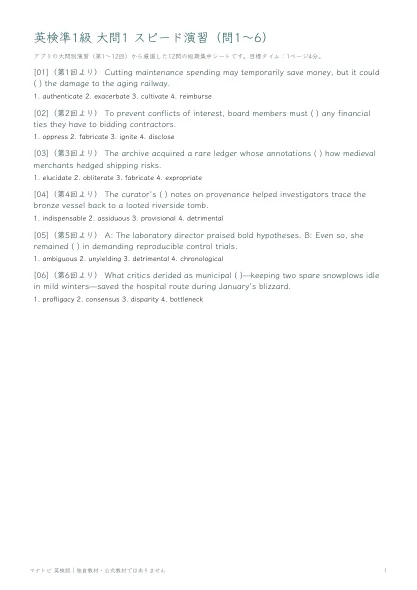 英検準1級 大問1 スピード演習（問1〜6）
アプリの大問別演習（第1〜12回）から厳選した12問の短期集中シートです。目標タイム：1ページ4分。
[01]（第1回より） Cutting maintenance spending may temporarily save money, but it could
( ) the damage to the aging railway.
1. authenticate 2. exacerbate 3. cultivate 4. reimburse
[02]（第2回より） To prevent conflicts of interest, board members must ( ) any financial
ties they have to bidding contractors.
1. oppress 2. fabricate 3. ignite 4. disclose
[03]（第3回より） The archive acquired a rare ledger whose annotations ( ) how medieval
merchants hedged shipping risks.
1. elucidate 2. obliterate 3. fabricate 4. expropriate
[04]（第4回より） The curator's ( ) notes on provenance helped investigators trace the
bronze vessel back to a looted riverside tomb.
1. indispensable 2. assiduous 3. provisional 4. detrimental
[05]（第5回より） A: The laboratory director praised bold hypotheses. B: Even so, she
remained ( ) in demanding reproducible control trials.
1. ambiguous 2. unyielding 3. detrimental 4. chronological
[06]（第6回より） What critics derided as municipal ( )—keeping two spare snowplows idle
in mild winters—saved the hospital route during January's blizzard.
1. profligacy 2. consensus 3. disparity 4. bottleneck
マナトビ 英検部｜独自教材・公式教材ではありません
1